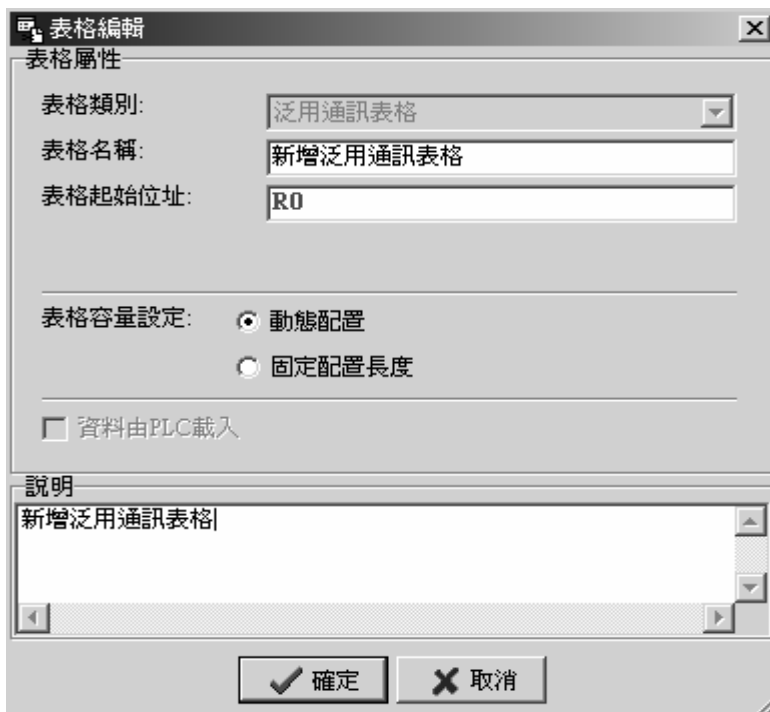 表格編輯
表格屬性
表格類別: 泛用通訊表格
表格名稱: 新增泛用通訊表格
表格起始位址: R0
表格容量設定: 動態配置
固定配置長度
資料由PLC載入
說明
新增泛用通訊表格
確定 取消